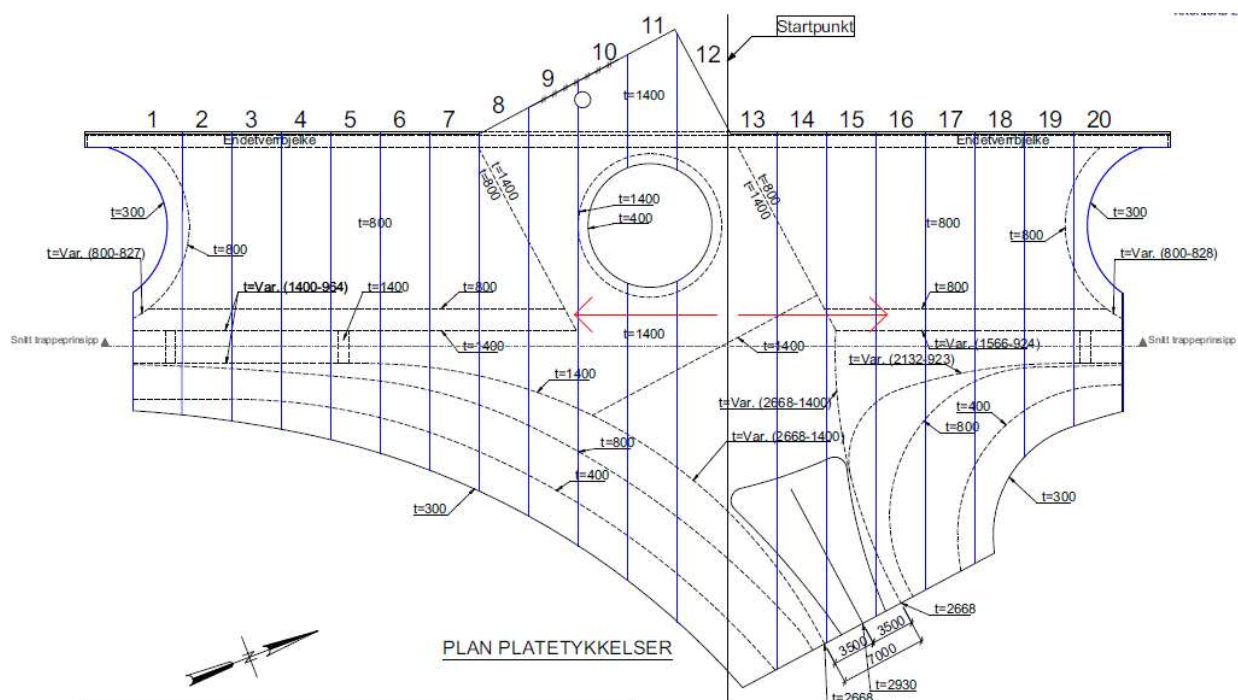 Startpunkt
11
10
12
9
8
t=1400
1
2
3
4
5
6
7
13
14
15
16
17
18
19
20
Endetverrbjelke
Endetverrbjelke
t=1400
t=800
t=800
t=1400
t=300
t=800
t=1400
t=400
t=800
t=300
t=800
t=800
t=Var. (800-827)
t=Var. (800-828)
t=Var. (1400-964)
t=1400
t=800
t=800
Snitt trappeprinsipp
t=1400
t=1400
t=1400
t=Var. (1566-924)
Snitt trappeprinsipp
t=Var. (2132-923)
t=1400
t=Var. (2668-1400)
t=400
t=800
t=Var. (2668-1400)
t=800
t=400
t=300
t=300
t=2668
3500
3500
7000
PLAN PLATETYKKELSER
N
t=2930
t=2668